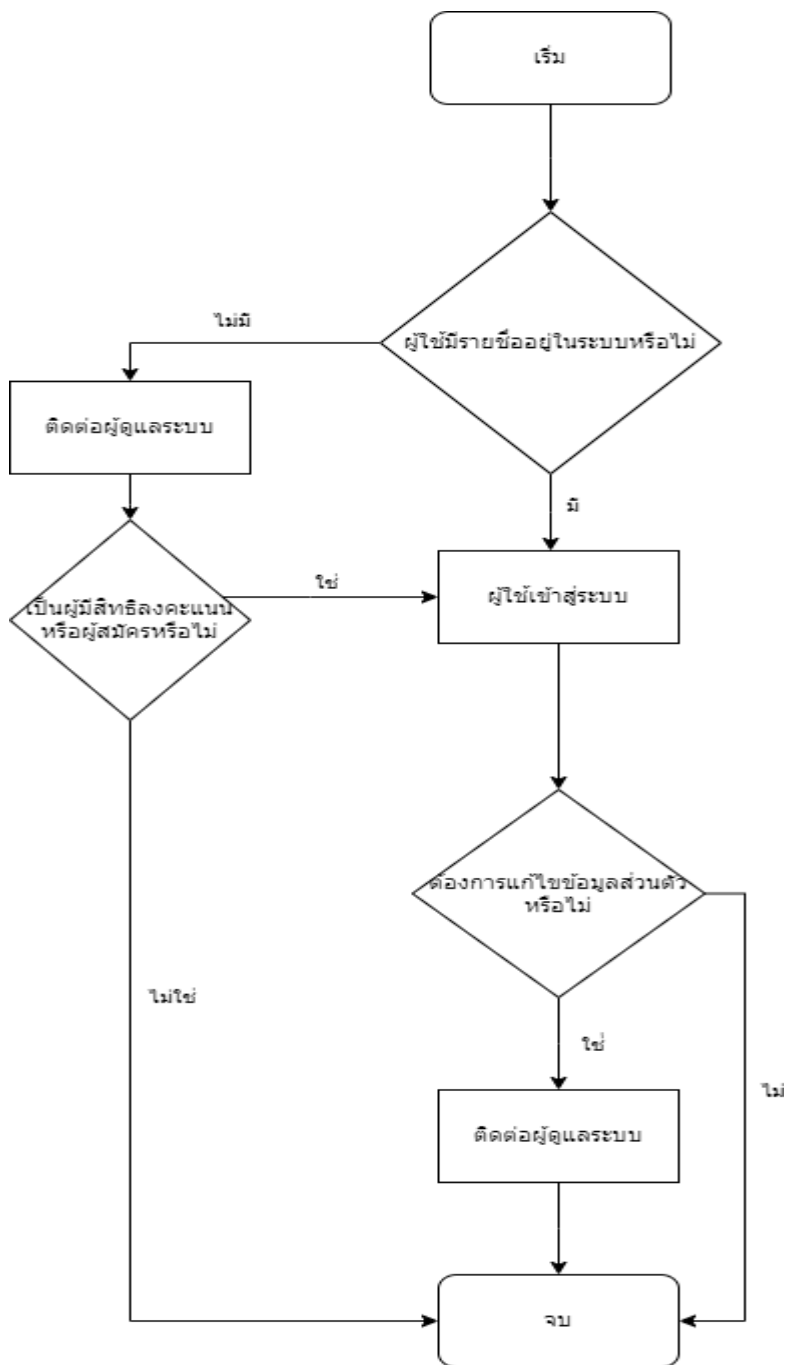 เริ่ม
ผู้ใช้มีรายชื่ออยู่ในระบบหรือไม่
ไม่มี
ติดต่อผู้ดูแลระบบ
มี
เป็นผู้มีสิทธิลงคะแนน
หรือผู้สมัครหรือไม่
ใช่
ผู้ใช้เข้าสู่ระบบ
ต้องการแก้ไขข้อมูลส่วนตัว
หรือไม่
ไม่ใช่
ใช่
ไม่
ติดต่อผู้ดูแลระบบ
จบ